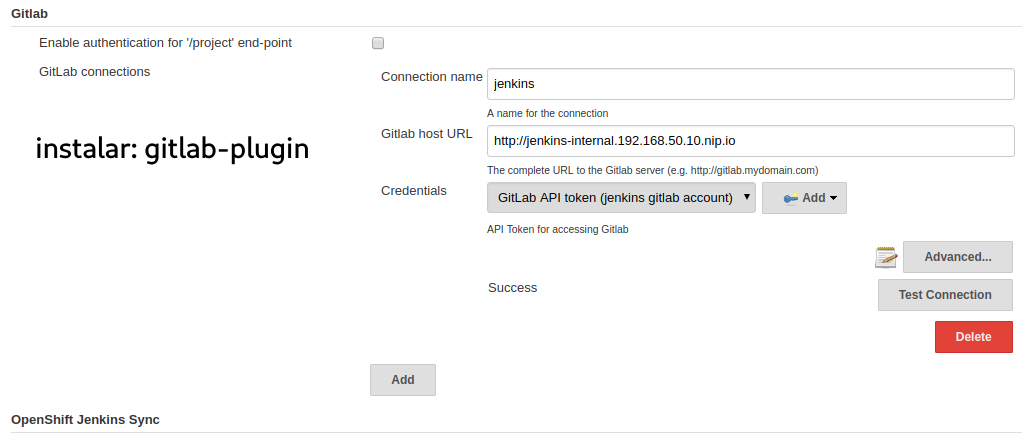 Gitlab
Enable authentication for '/project' end-point
GitLab connections
Connection name
jenkins
A name for the connection
instalar: gitlab-plugin
Gitlab host URL
http://jenkins-internal.192.168.50.10.nip.io
The complete URL to the Gitlab server (e.g. http://gitlab.mydomain.com)
Credentials
GitLab API token (jenkins gitlab account)
Add
API Token for accessing Gitlab
Advanced...
Success
Test Connection
Delete
Add
OpenShift Jenkins Sync